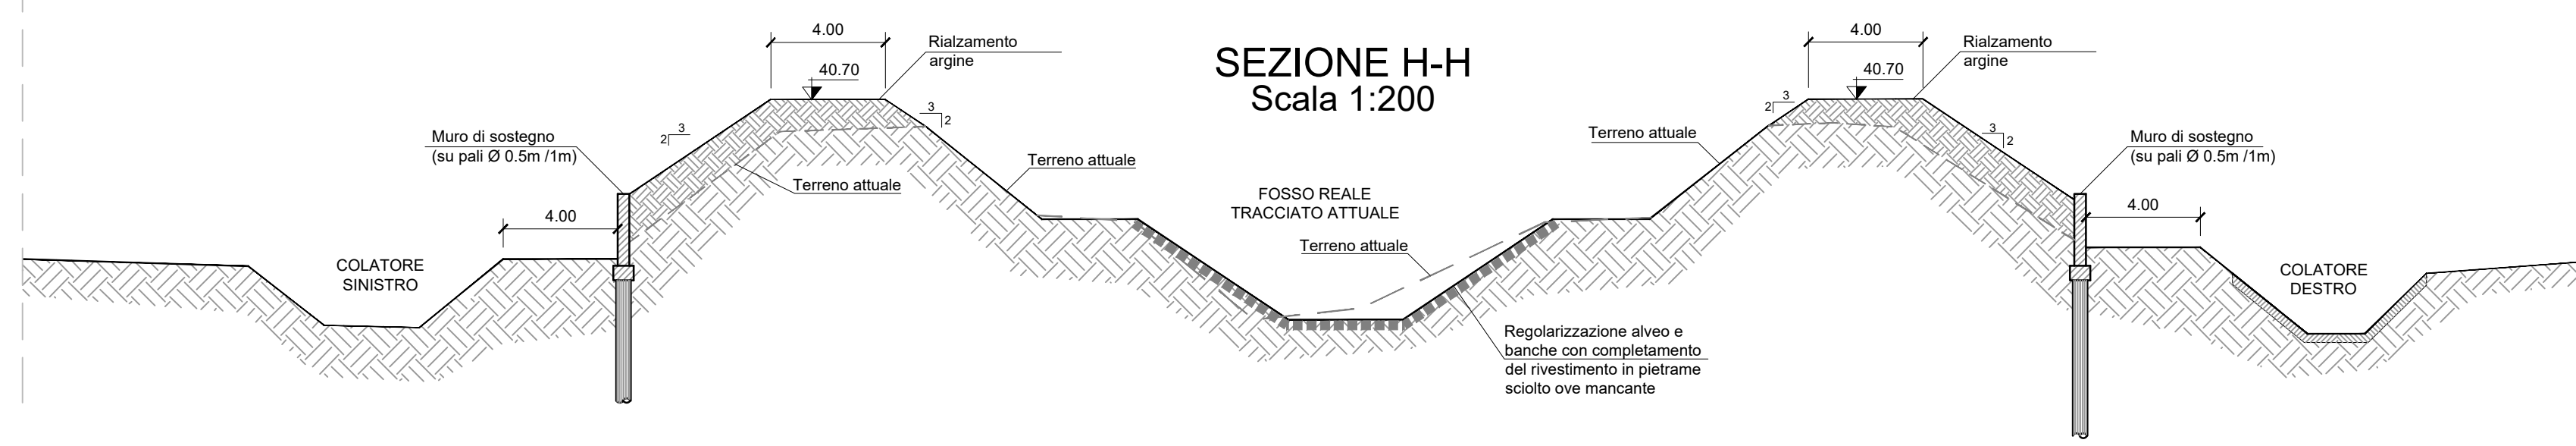 SEZIONE H-H
Scala 1:200
4.00
40.70
Rialzamento
argine
3
2
3
2
Muro di sostegno
(su pali Ø 0.5m /1m)
Terreno attuale
Terreno attuale
4.00
COLATORE
SINISTRO
FOSSO REALE
TRACCIATO ATTUALE
Terreno attuale
Regolarizzazione alveo e
banche con completamento
del rivestimento in pietrame
sciolto ove mancante
4.00
40.70
Rialzamento
argine
3
2
3
2
Terreno attuale
Muro di sostegno
(su pali Ø 0.5m /1m)
4.00
COLATORE
DESTRO